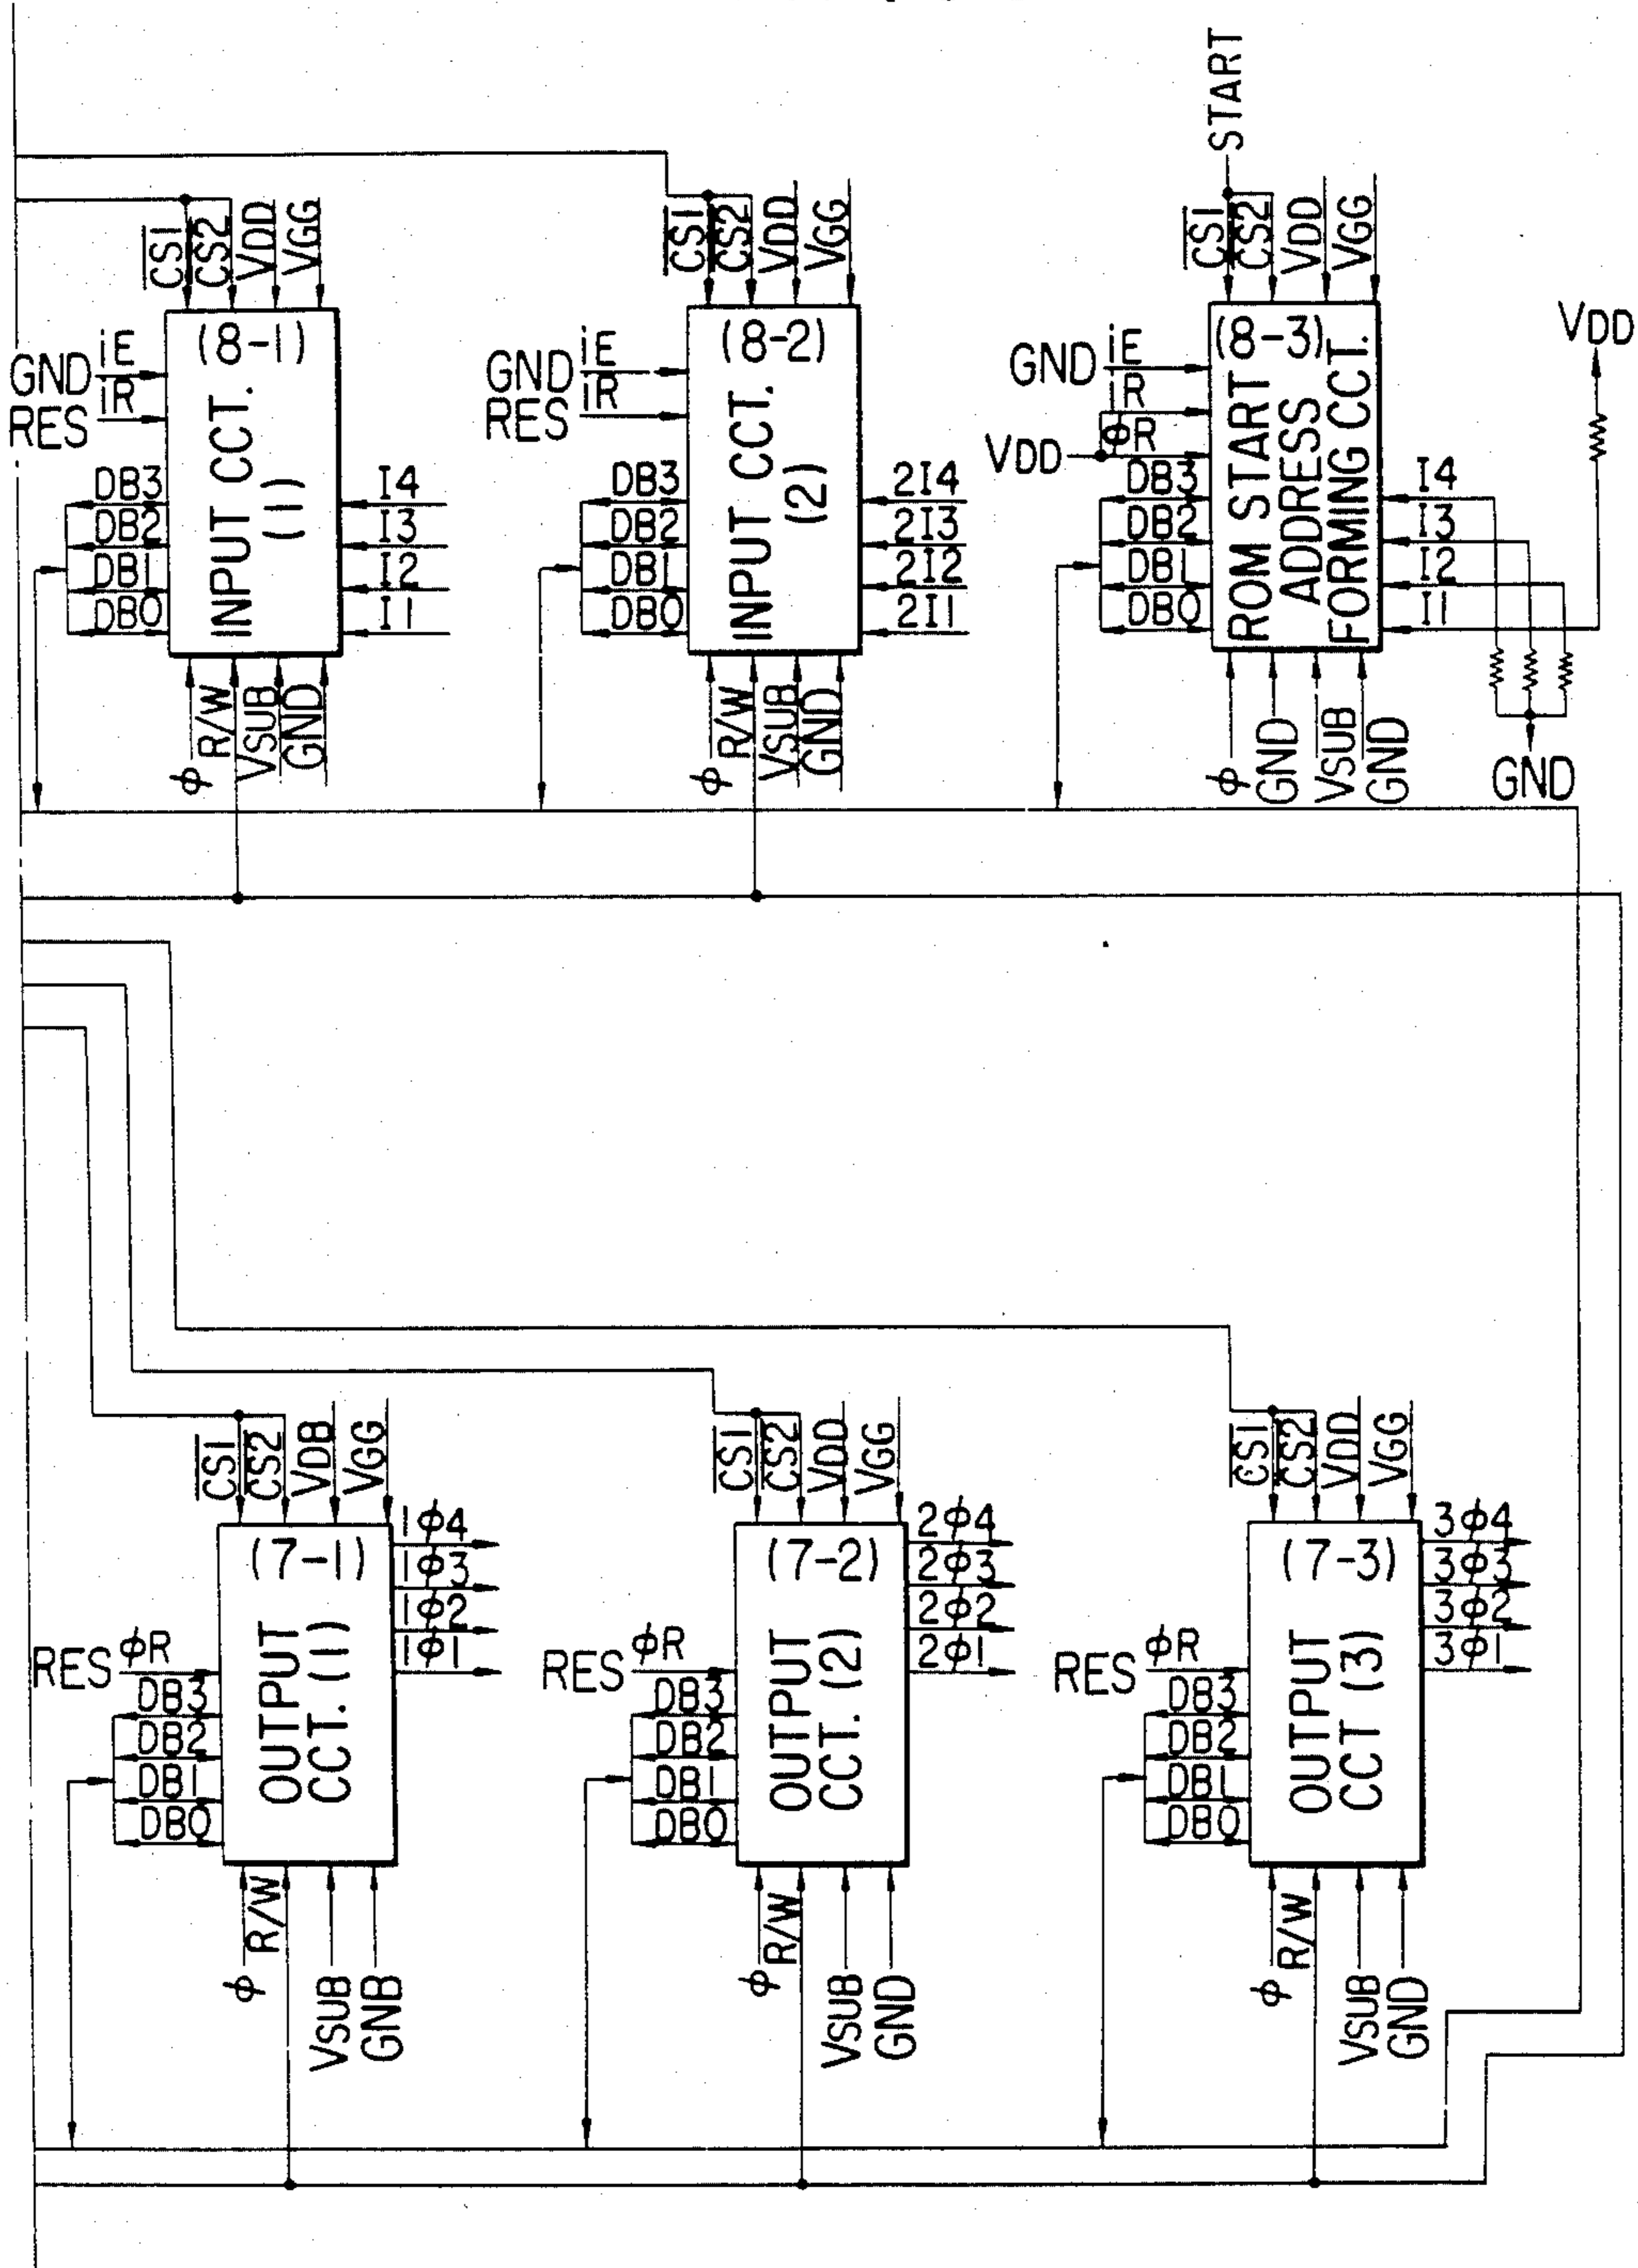 START
CS1
CS2
VDD
VGG
GND iE
RES iR
(8-1)
INPUT CCT.
(1)
DB3
DB2
DB1
DB0
I4
I3
I2
I1
φ
R/W
VSUB
GND
CS1
CS2
VDD
VGG
GND iE
RES iR
(8-2)
INPUT CCT.
(2)
DB3
DB2
DB1
DB0
2I4
2I3
2I2
2I1
φ
R/W
VSUB
GND
CS1
CS2
VDD
VGG
GND iE
iR
VDD φR
(8-3)
ROM START
ADDRESS
FORMING CCT.
DB3
DB2
DB1
DB0
I4
I3
I2
I1
VDD
GND
φ
GND
VSUB
GND
CS1
CS2
VDB
VGG
(7-1)
OUTPUT
CCT. (1)
1φ4
1φ3
1φ2
1φ1
RES φR
DB3
DB2
DB1
DB0
φ
R/W
VSUB
GNB
CS1
CS2
VDD
VGG
(7-2)
OUTPUT
CCT. (2)
2φ4
2φ3
2φ2
2φ1
RES φR
DB3
DB2
DB1
DB0
φ
R/W
VSUB
GND
CS1
CS2
VDD
VGG
(7-3)
OUTPUT
CCT (3)
3φ4
3φ3
3φ2
3φ1
RES φR
DB3
DB2
DB1
DB0
φ
R/W
VSUB
GND